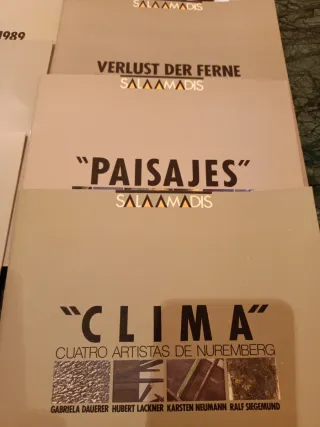 SALAAMADIS
1989
VERLUST DER FERNE
SALAAMADIS
"PAISAJES"
SALAAMADIS
"CLIMA"
CUATRO ARTISTAS DE NUREMBERG
GABRIELA DAUERER HUBERT LACKNER KARSTEN NEUMANN RALF SIEGEMUND